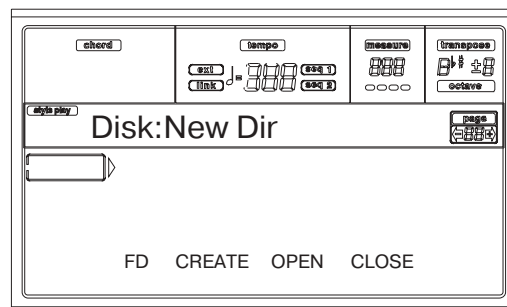 chord tempo measure transpose
ext seq 1
link seq 2
octave
style play
Disk:New Dir
page
FD CREATE OPEN CLOSE